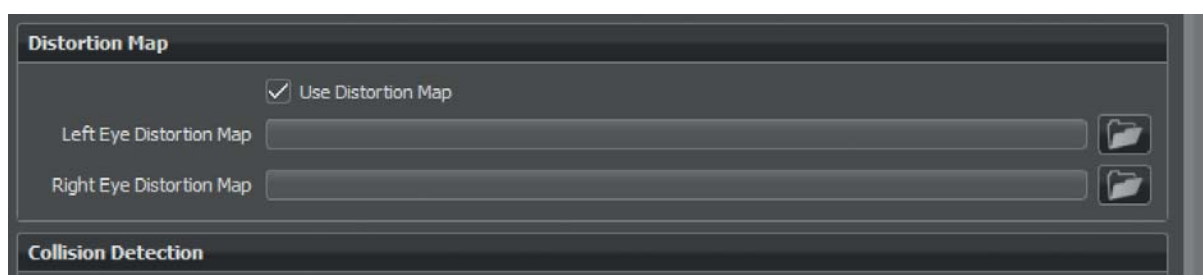 Distortion Map
Use Distortion Map
Left Eye Distortion Map
Right Eye Distortion Map
Collision Detection